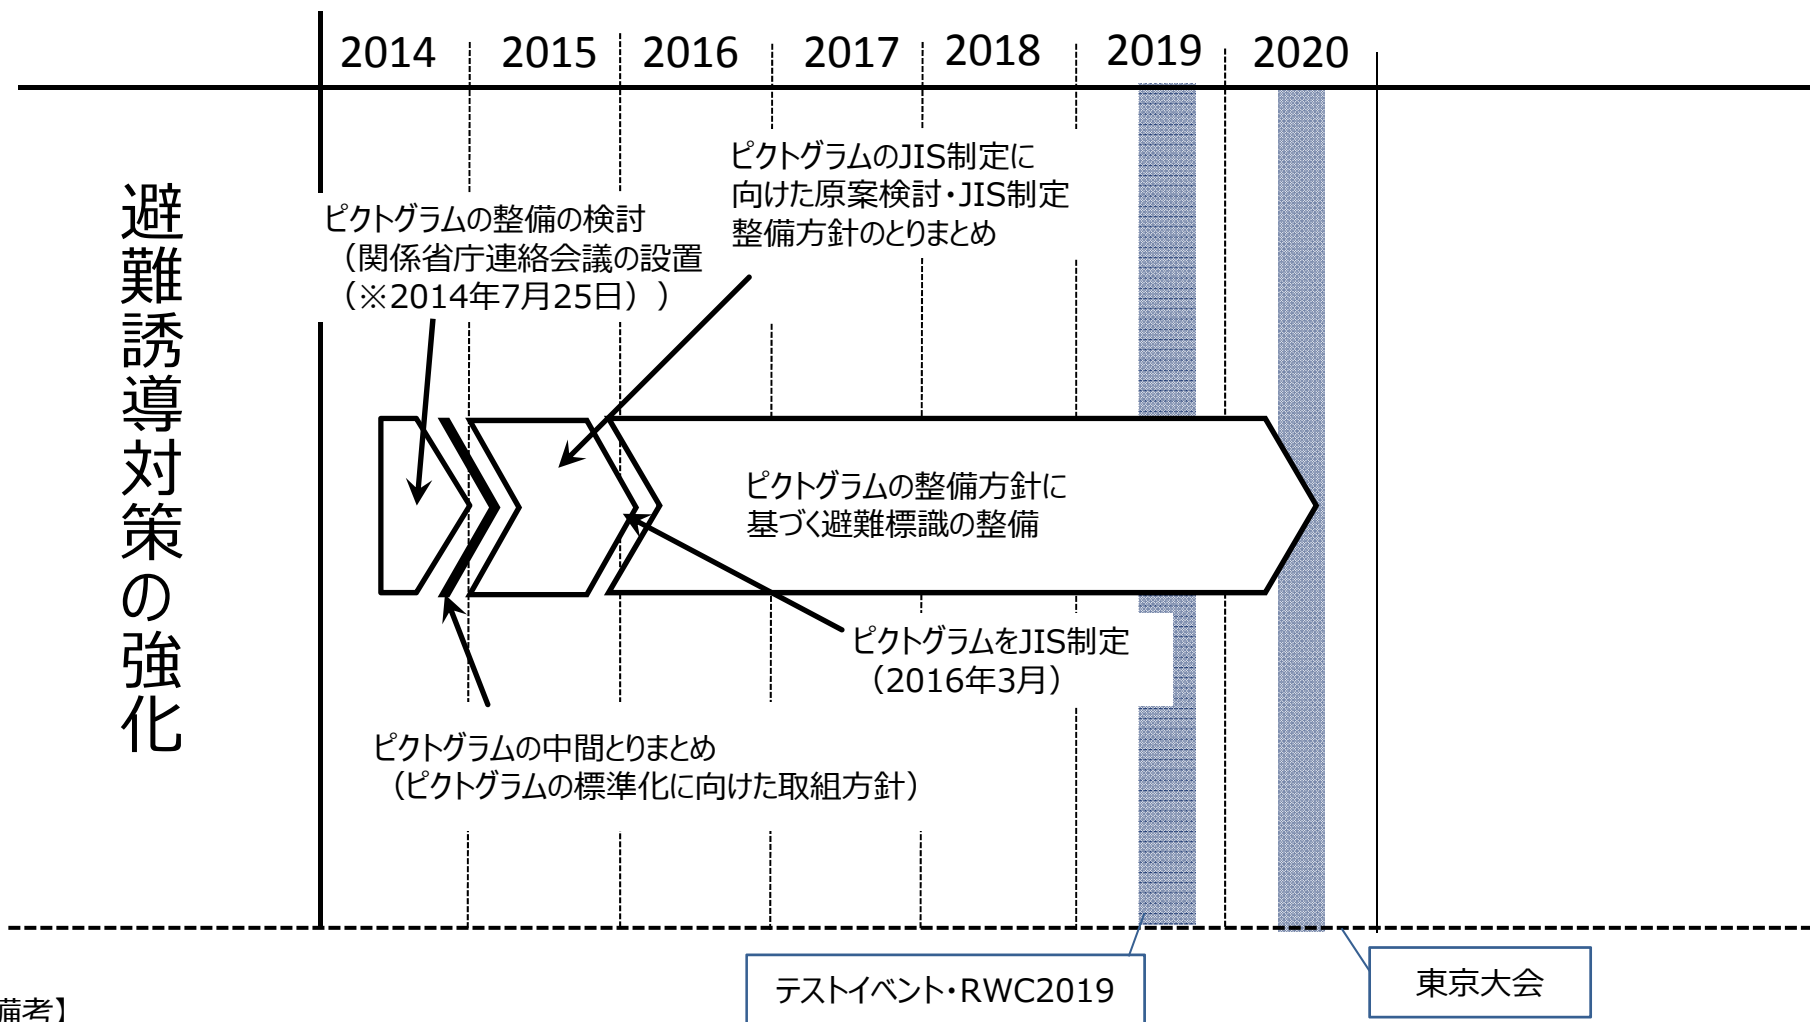 2014 2015 2016 2017 2018 2019 2020
避難誘導対策の強化
ピクトグラムのJIS制定に
向けた原案検討・JIS制定
整備方針のとりまとめ
ピクトグラムの整備の検討
（関係省庁連絡会議の設置
（※2014年7月25日））
ピクトグラムの整備方針に
基づく避難標識の整備
ピクトグラムをJIS制定
（2016年3月）
ピクトグラムの中間とりまとめ
（ピクトグラムの標準化に向けた取組方針）
テストイベント・RWC2019
東京大会
備考】